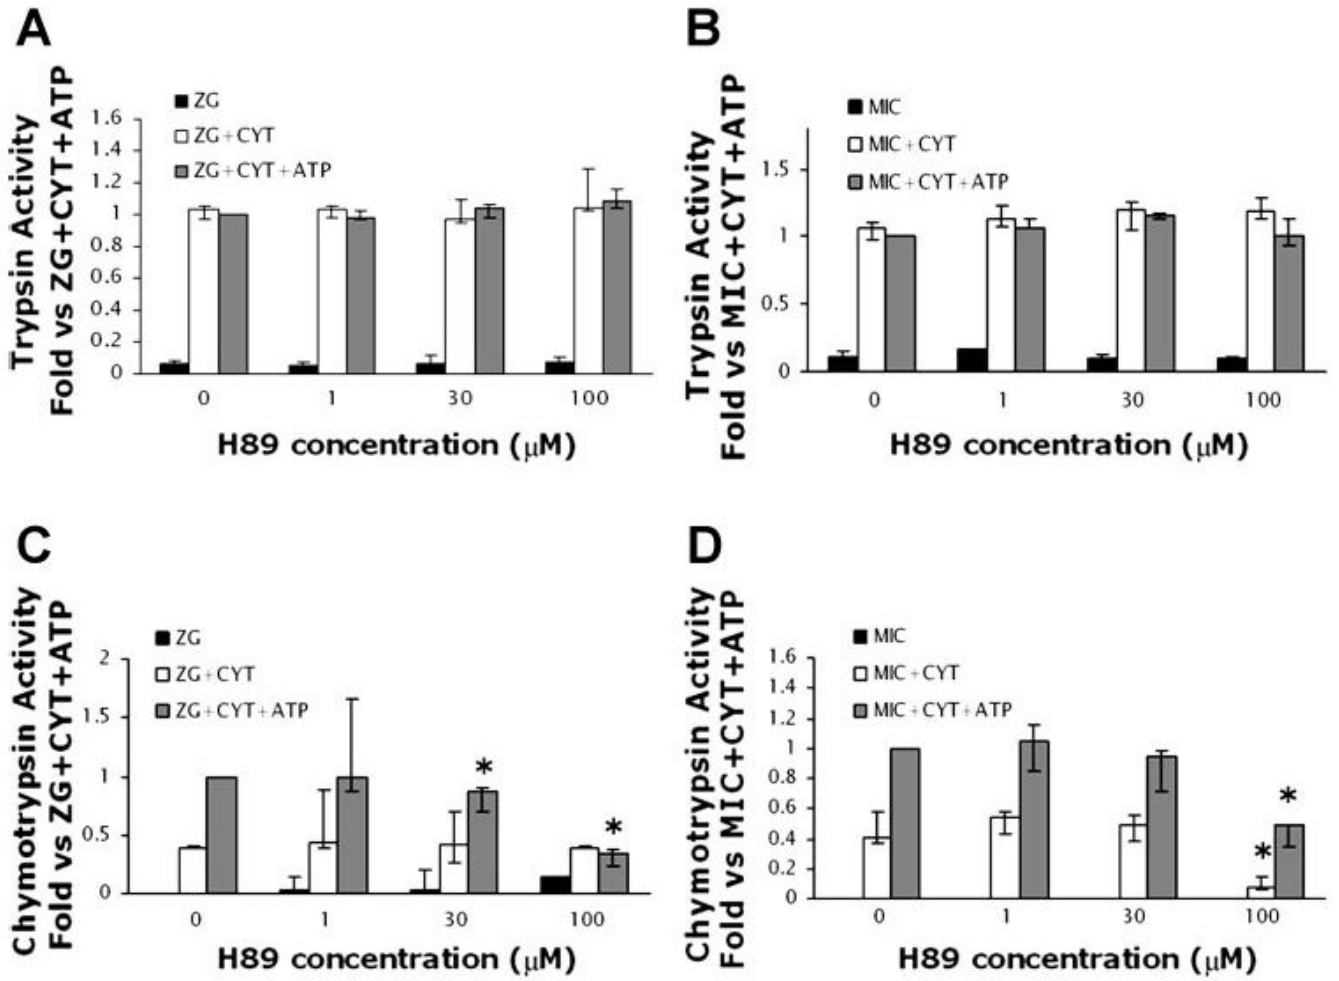 A
Trypsin Activity
Fold vs ZG+CYT+ATP
ZG
ZG+CYT
ZG+CYT+ATP
1.6
1.4
1.2
1
0.8
0.6
0.4
0.2
0
0 1 30 100
H89 concentration (μM)
B
Trypsin Activity
Fold vs MIC+CYT+ATP
MIC
MIC+CYT
MIC+CYT+ATP
1.5
1
0.5
0
0 1 30 100
H89 concentration (μM)
C
Chymotrypsin Activity
Fold vs ZG+CYT+ATP
ZG
ZG+CYT
ZG+CYT+ATP
2
1.5
1
0.5
0
*
*
0 1 30 100
H89 concentration (μM)
D
Chymotrypsin Activity
Fold vs MIC+CYT+ATP
MIC
MIC+CYT
MIC+CYT+ATP
1.6
1.4
1.2
1
0.8
0.6
0.4
0.2
0
*
*
0 1 30 100
H89 concentration (μM)